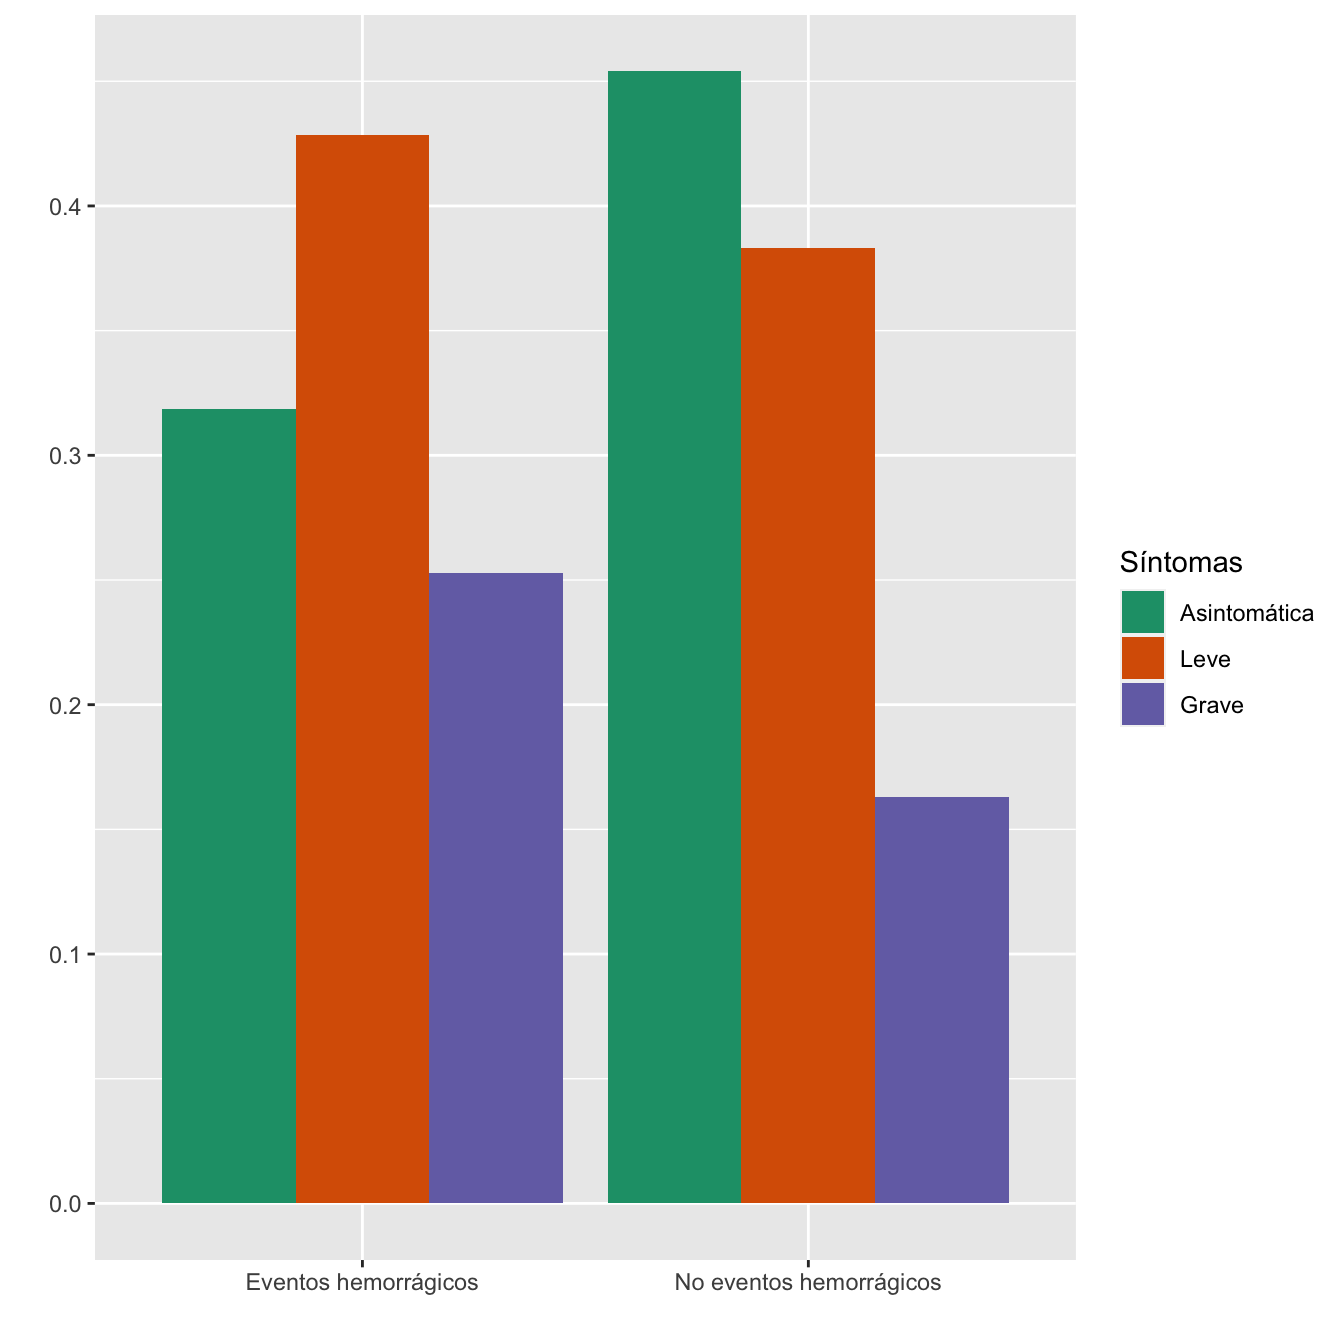 0.4
0.3
0.2
0.1
0.0
Eventos hemorrágicos
No eventos hemorrágicos
Síntomas
Asintomática
Leve
Grave